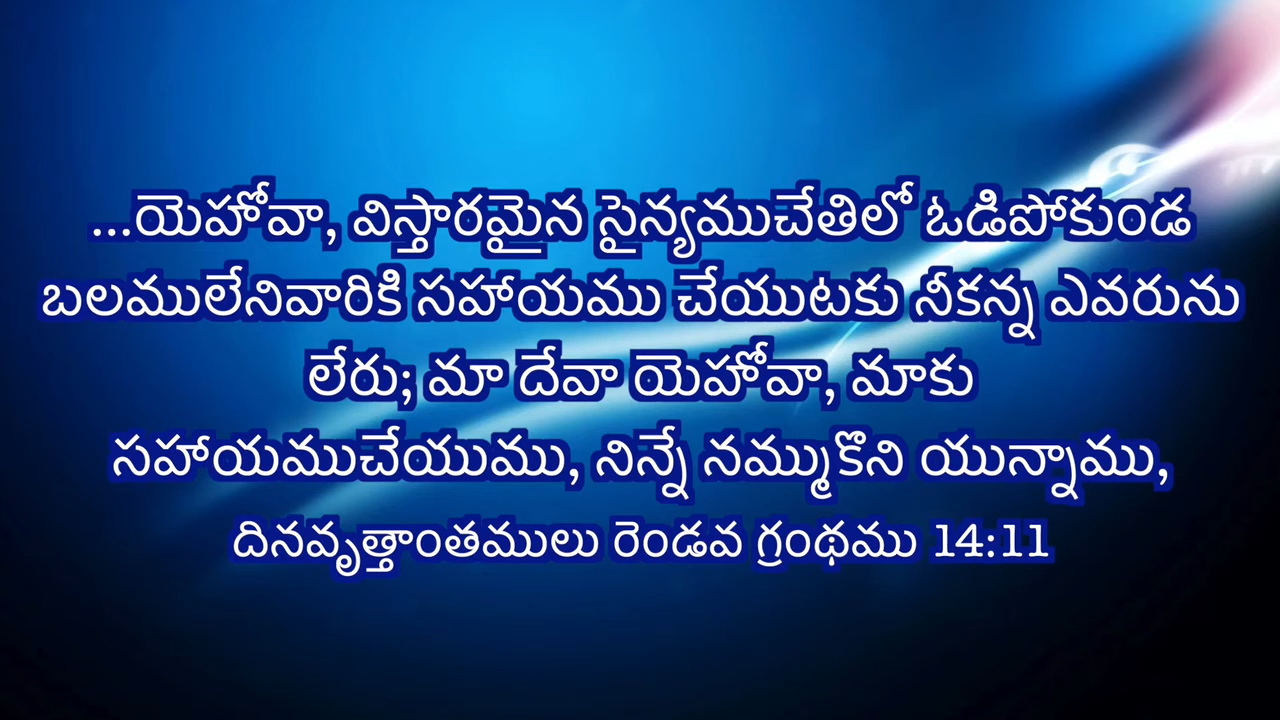 ...యెహోవా, విస్తారమైన సైన్యముచేతిలో ఓడిపోకుండ
బలములేనివారికి సహాయము చేయుటకు నీకన్న ఎవరును
లేరు; మా దేవా యెహోవా, మాకు
సహాయముచేయుము, నిన్నే నమ్ముకొని యున్నాము,
దినవృత్తాంతములు రెండవ గ్రంథము 14:11